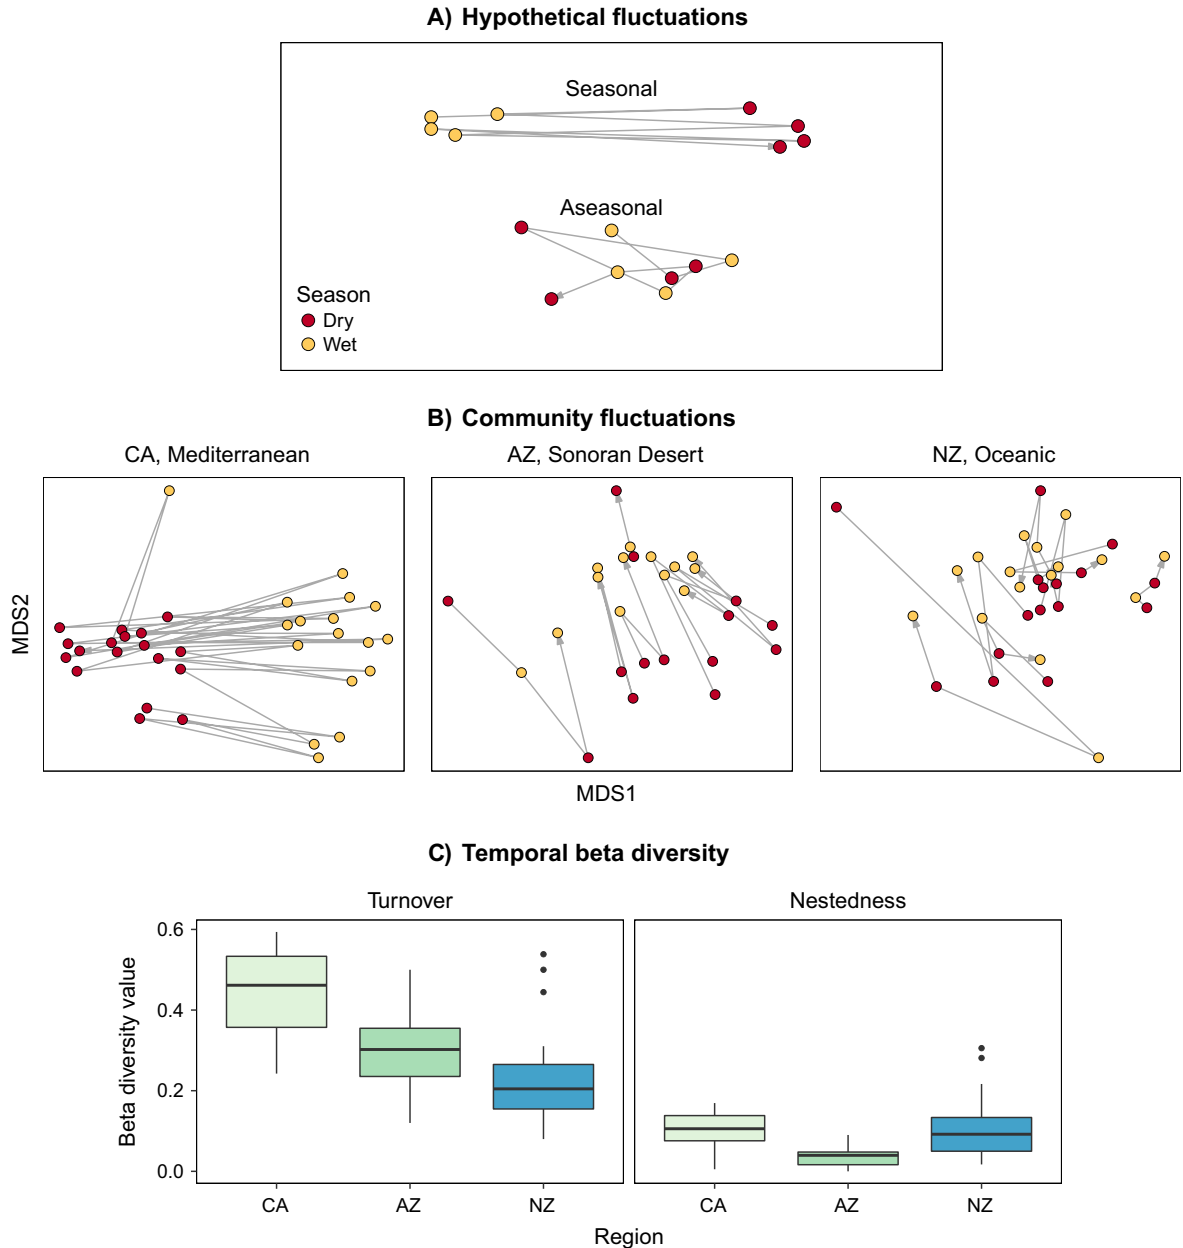 A) Hypothetical fluctuations
Seasonal
Aseasonal
Season
Dry
Wet
B) Community fluctuations
CA, Mediterranean
AZ, Sonoran Desert
NZ, Oceanic
MDS2
MDS1
C) Temporal beta diversity
Turnover
Nestedness
Beta diversity value
0.6
0.4
0.2
0.0
CA
AZ
NZ
CA
AZ
NZ
Region